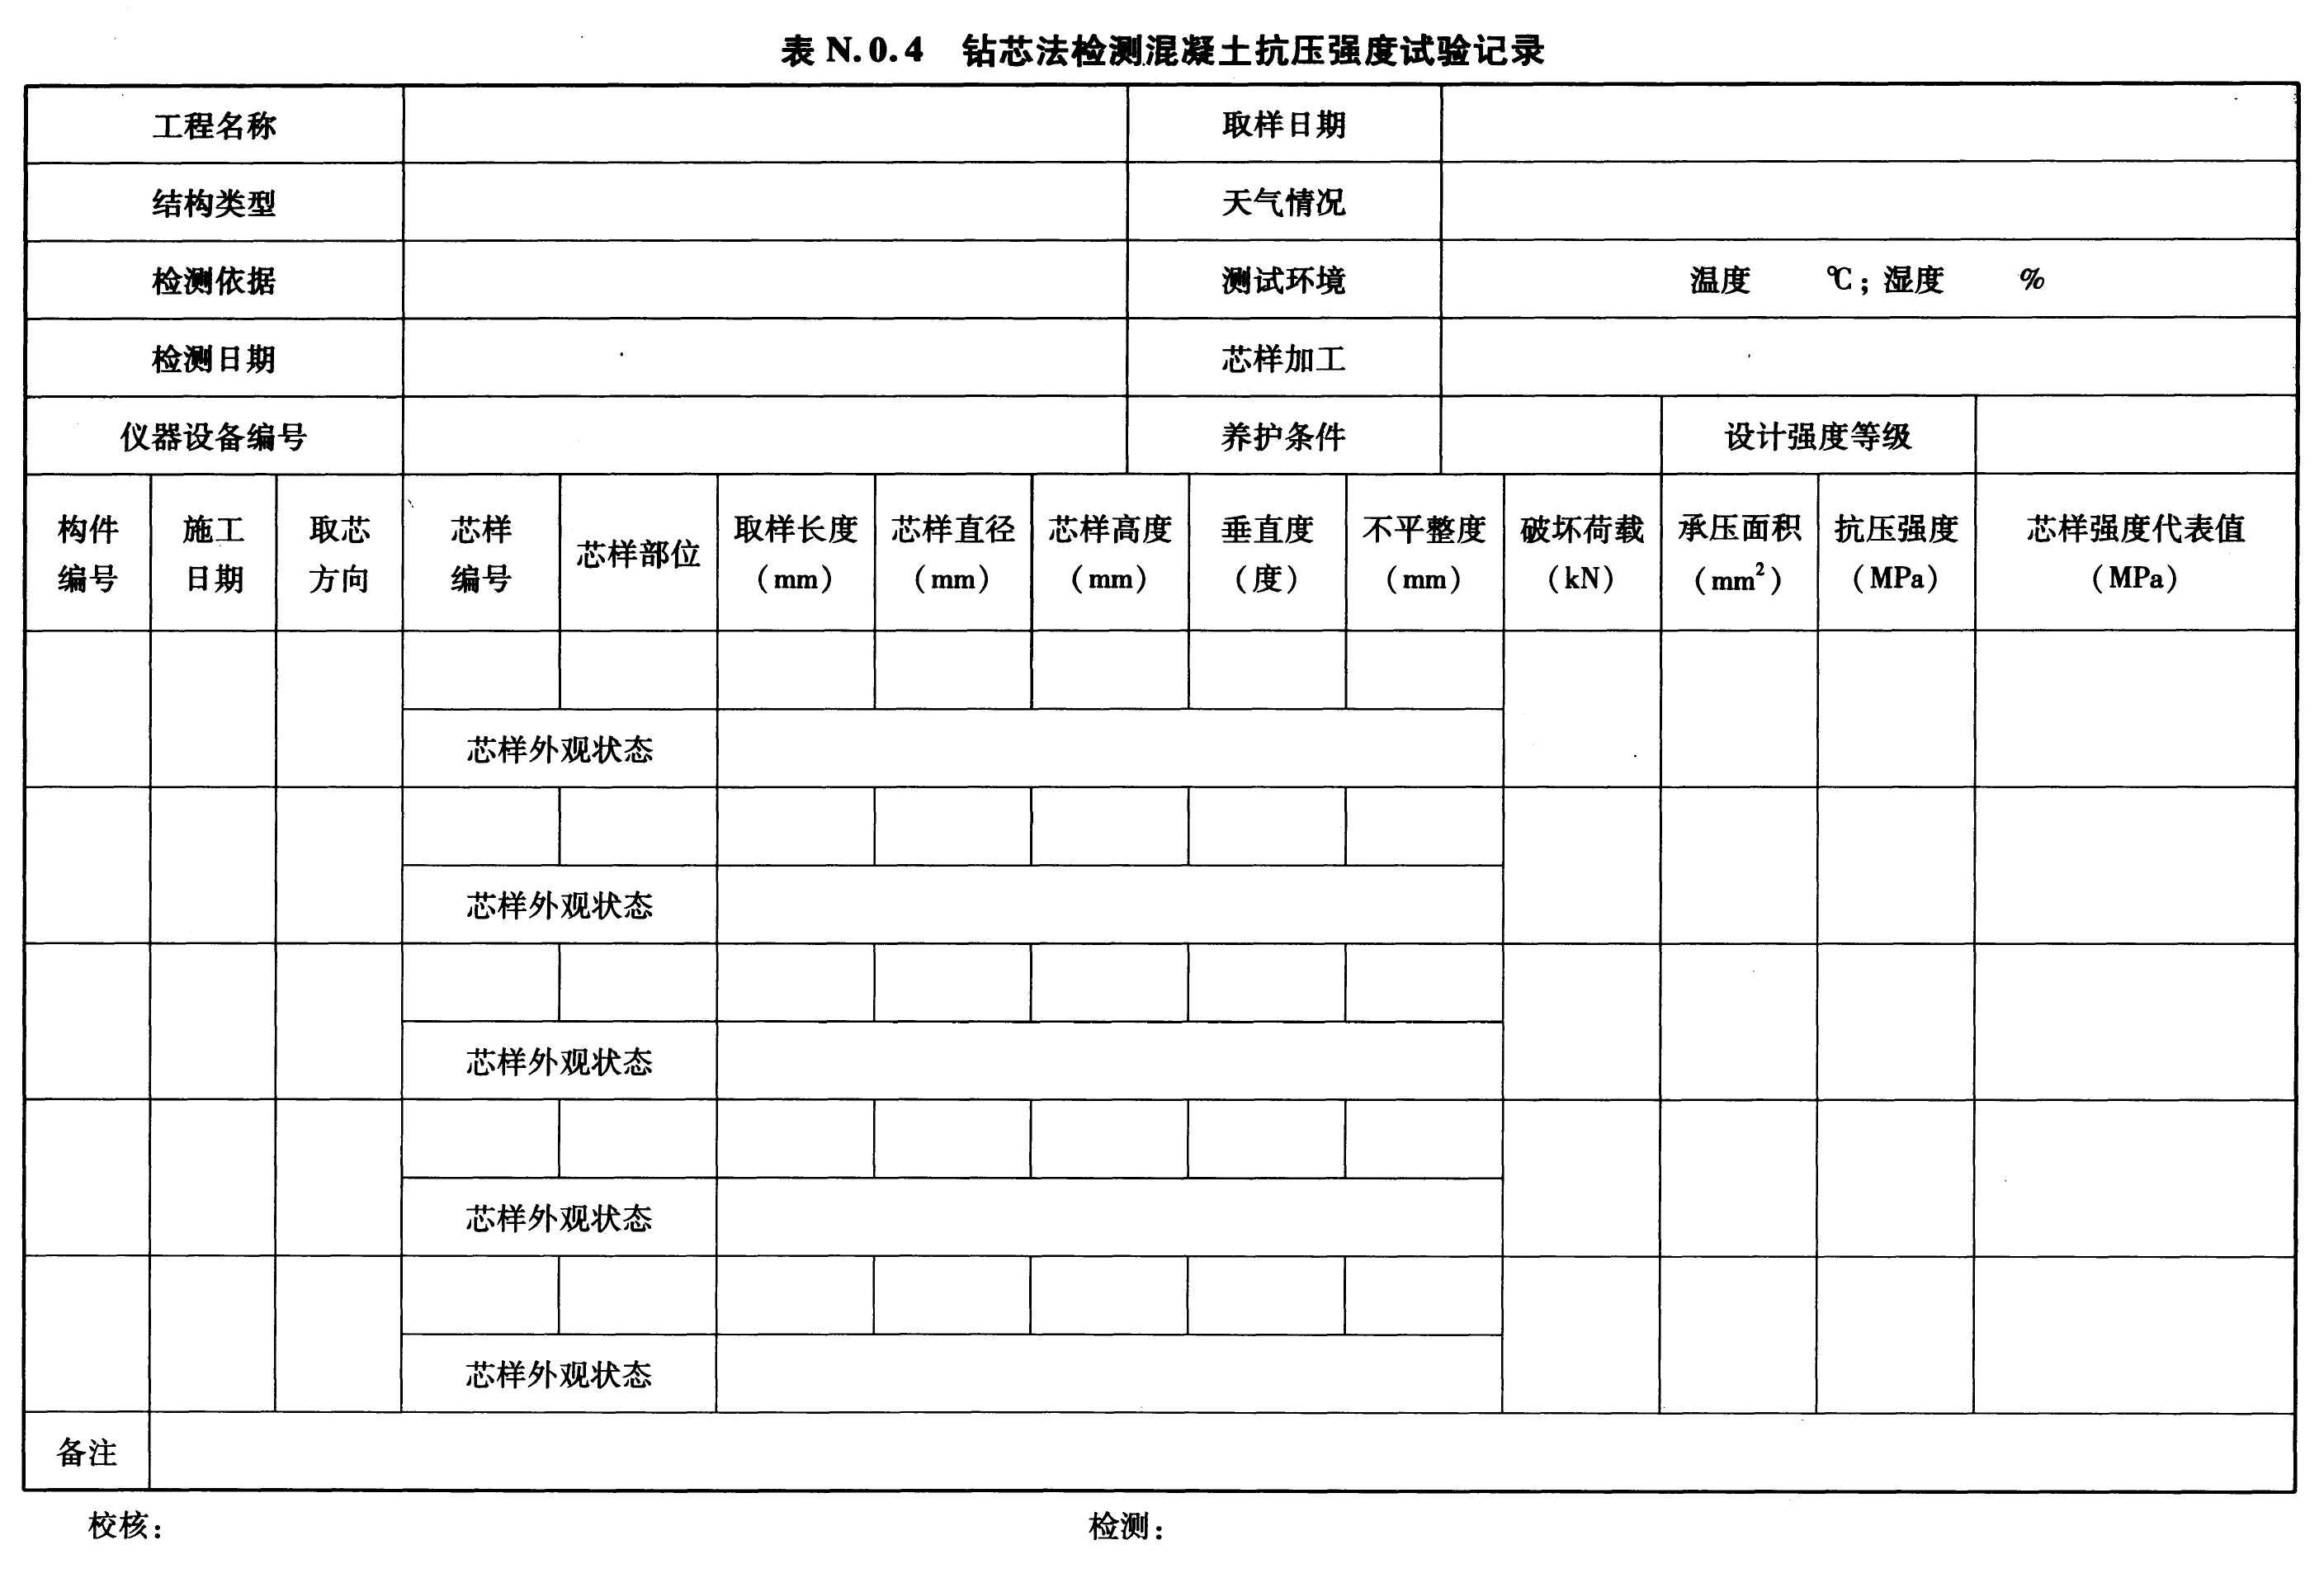 表 N.0.4 钻芯法检测混凝土抗压强度试验记录
工程名称 取样日期
结构类型 天气情况
检测依据 测试环境 温度 ℃；湿度 %
检测日期 芯样加工
仪器设备编号 养护条件 设计强度等级
构件编号 施工日期 取芯方向 芯样编号 芯样部位 取样长度（mm） 芯样直径（mm） 芯样高度（mm） 垂直度（度） 不平整度（mm） 破坏荷载（kN） 承压面积（mm²） 抗压强度（MPa） 芯样强度代表值（MPa）
芯样外观状态
芯样外观状态
芯样外观状态
芯样外观状态
芯样外观状态
备注
校核： 检测：